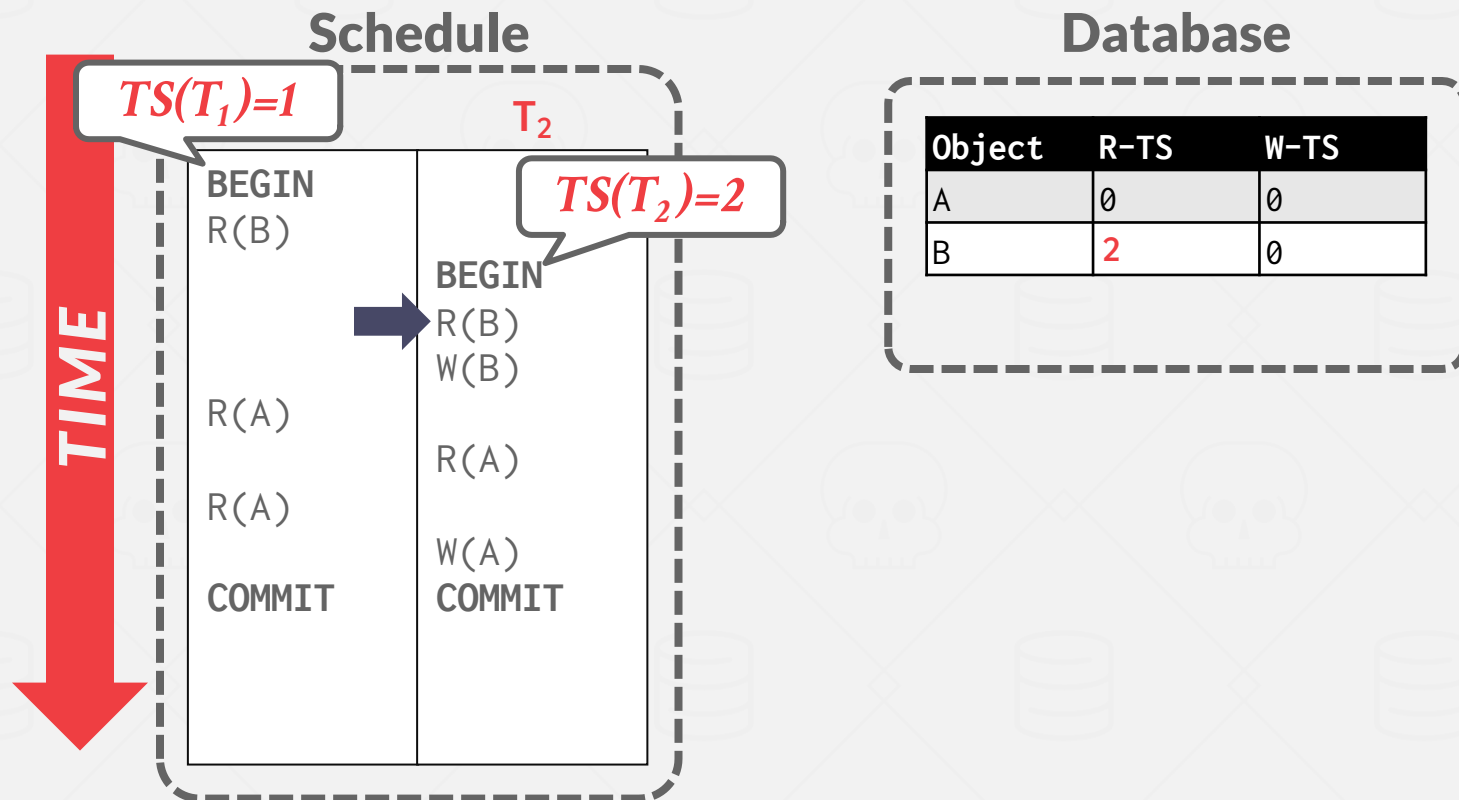 Schedule
TS(T₁)=1
T₂
BEGIN
TS(T₂)=2
R(B)
BEGIN
R(B)
W(B)
R(A)
R(A)
R(A)
W(A)
COMMIT COMMIT
TIME
Database
Object R-TS W-TS
A 0 0
B 2 0